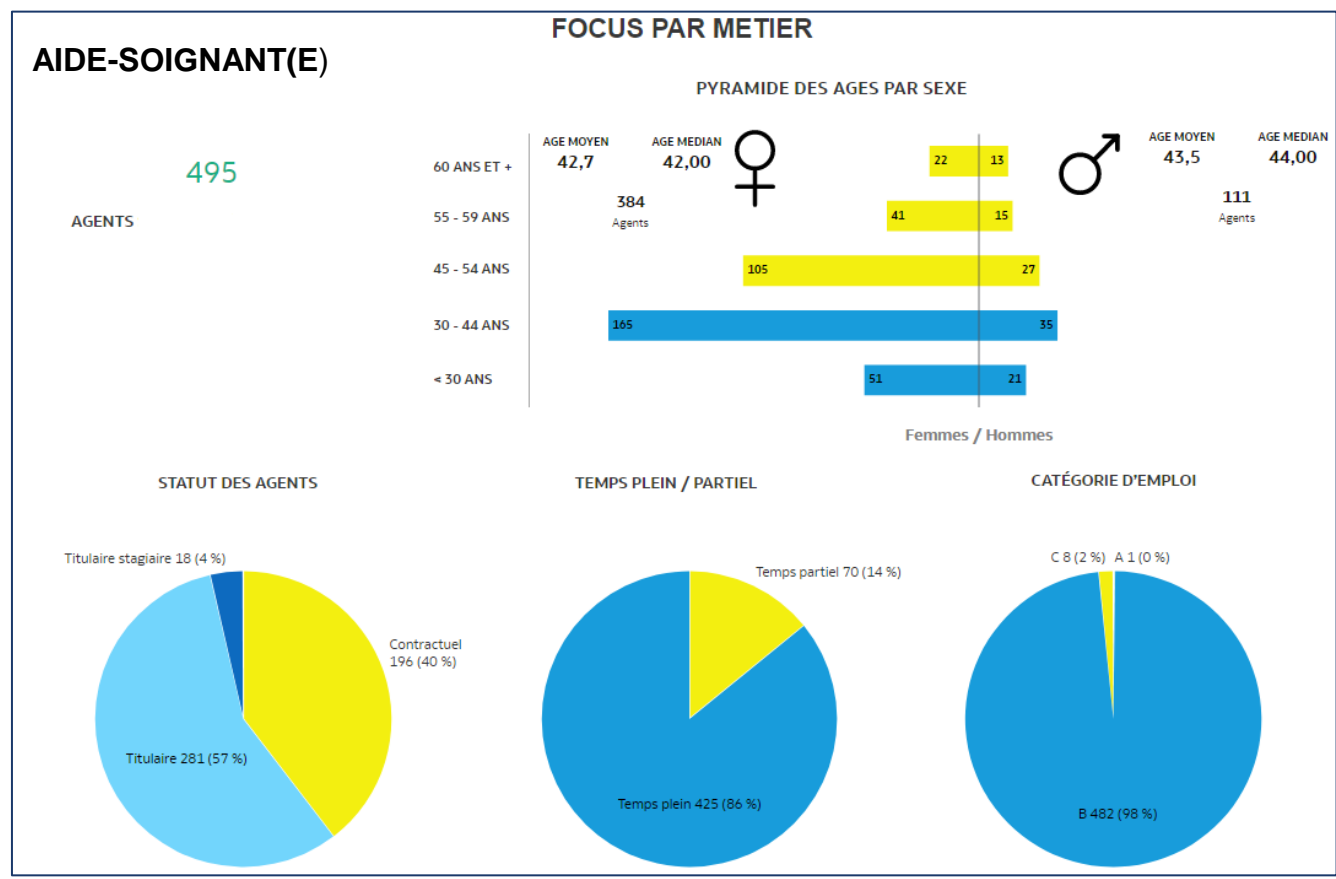 FOCUS PAR METIER
AIDE-SOIGNANT(E)
PYRAMIDE DES AGES PAR SEXE
495
AGENTS
AGE MOYEN
42,7
AGE MEDIAN
42,00
384
Agents
AGE MOYEN
43,5
AGE MEDIAN
44,00
111
Agents
60 ANS ET + 22 13
55 - 59 ANS 41 15
45 - 54 ANS 105 27
30 - 44 ANS 165 35
< 30 ANS 51 21
Femmes / Hommes
STATUT DES AGENTS
Titulaire stagiaire 18 (4 %)
Contractuel
196 (40 %)
Titulaire 281 (57 %)
TEMPS PLEIN / PARTIEL
Temps partiel 70 (14 %)
Temps plein 425 (86 %)
CATÉGORIE D'EMPLOI
C 8 (2 %) A 1 (0 %)
B 482 (98 %)